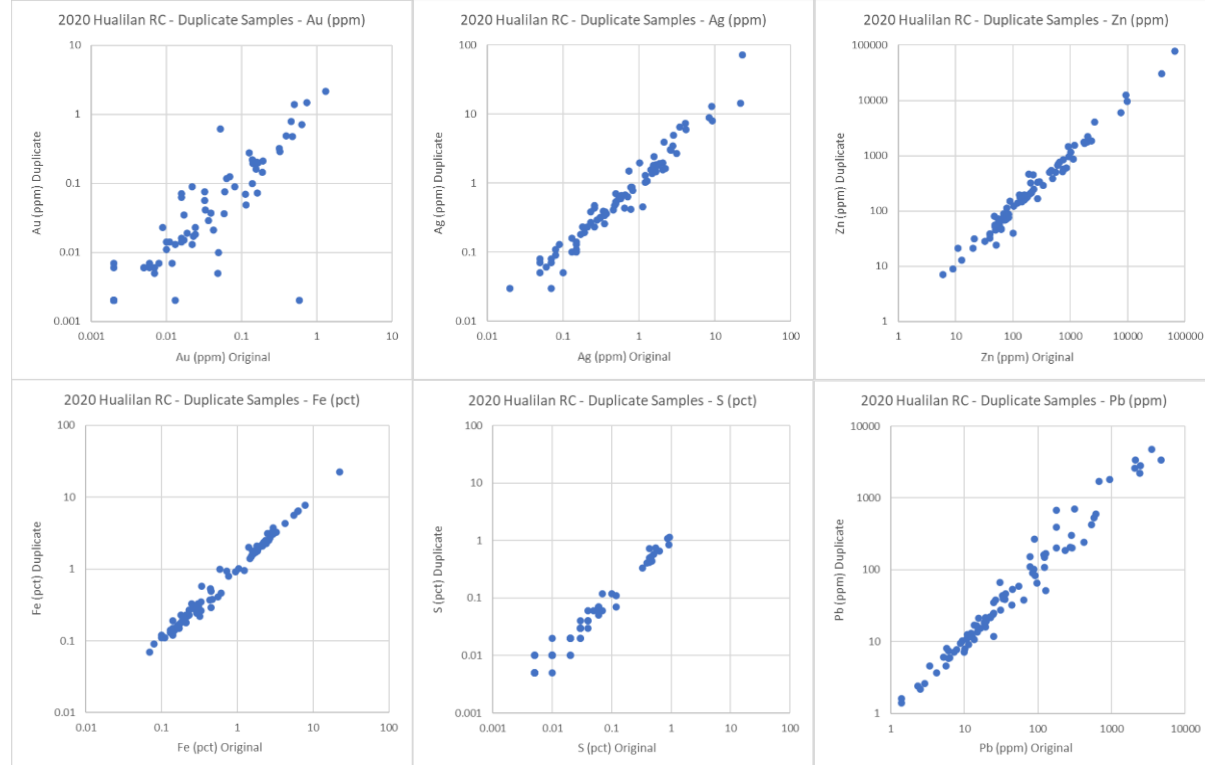 2020 Hualilan RC - Duplicate Samples - Au (ppm)
10
1
0.1
0.01
0.001
Au (ppm) Duplicate
0.001 0.01 0.1 1 10
Au (ppm) Original
2020 Hualilan RC - Duplicate Samples - Ag (ppm)
100
10
1
0.1
0.01
Ag (ppm) Duplicate
0.01 0.1 1 10 100
Ag (ppm) Original
2020 Hualilan RC - Duplicate Samples - Zn (ppm)
100000
10000
1000
100
10
1
Zn (ppm) Duplicate
1 10 100 1000 10000 100000
Zn (ppm) Original
2020 Hualilan RC - Duplicate Samples - Fe (pct)
100
10
1
0.1
0.01
Fe (pct) Duplicate
0.01 0.1 1 10 100
Fe (pct) Original
2020 Hualilan RC - Duplicate Samples - S (pct)
100
10
1
0.1
0.01
0.001
S (pct) Duplicate
0.001 0.01 0.1 1 10 100
S (pct) Original
2020 Hualilan RC - Duplicate Samples - Pb (ppm)
10000
1000
100
10
1
Pb (ppm) Duplicate
1 10 100 1000 10000
Pb (ppm) Original